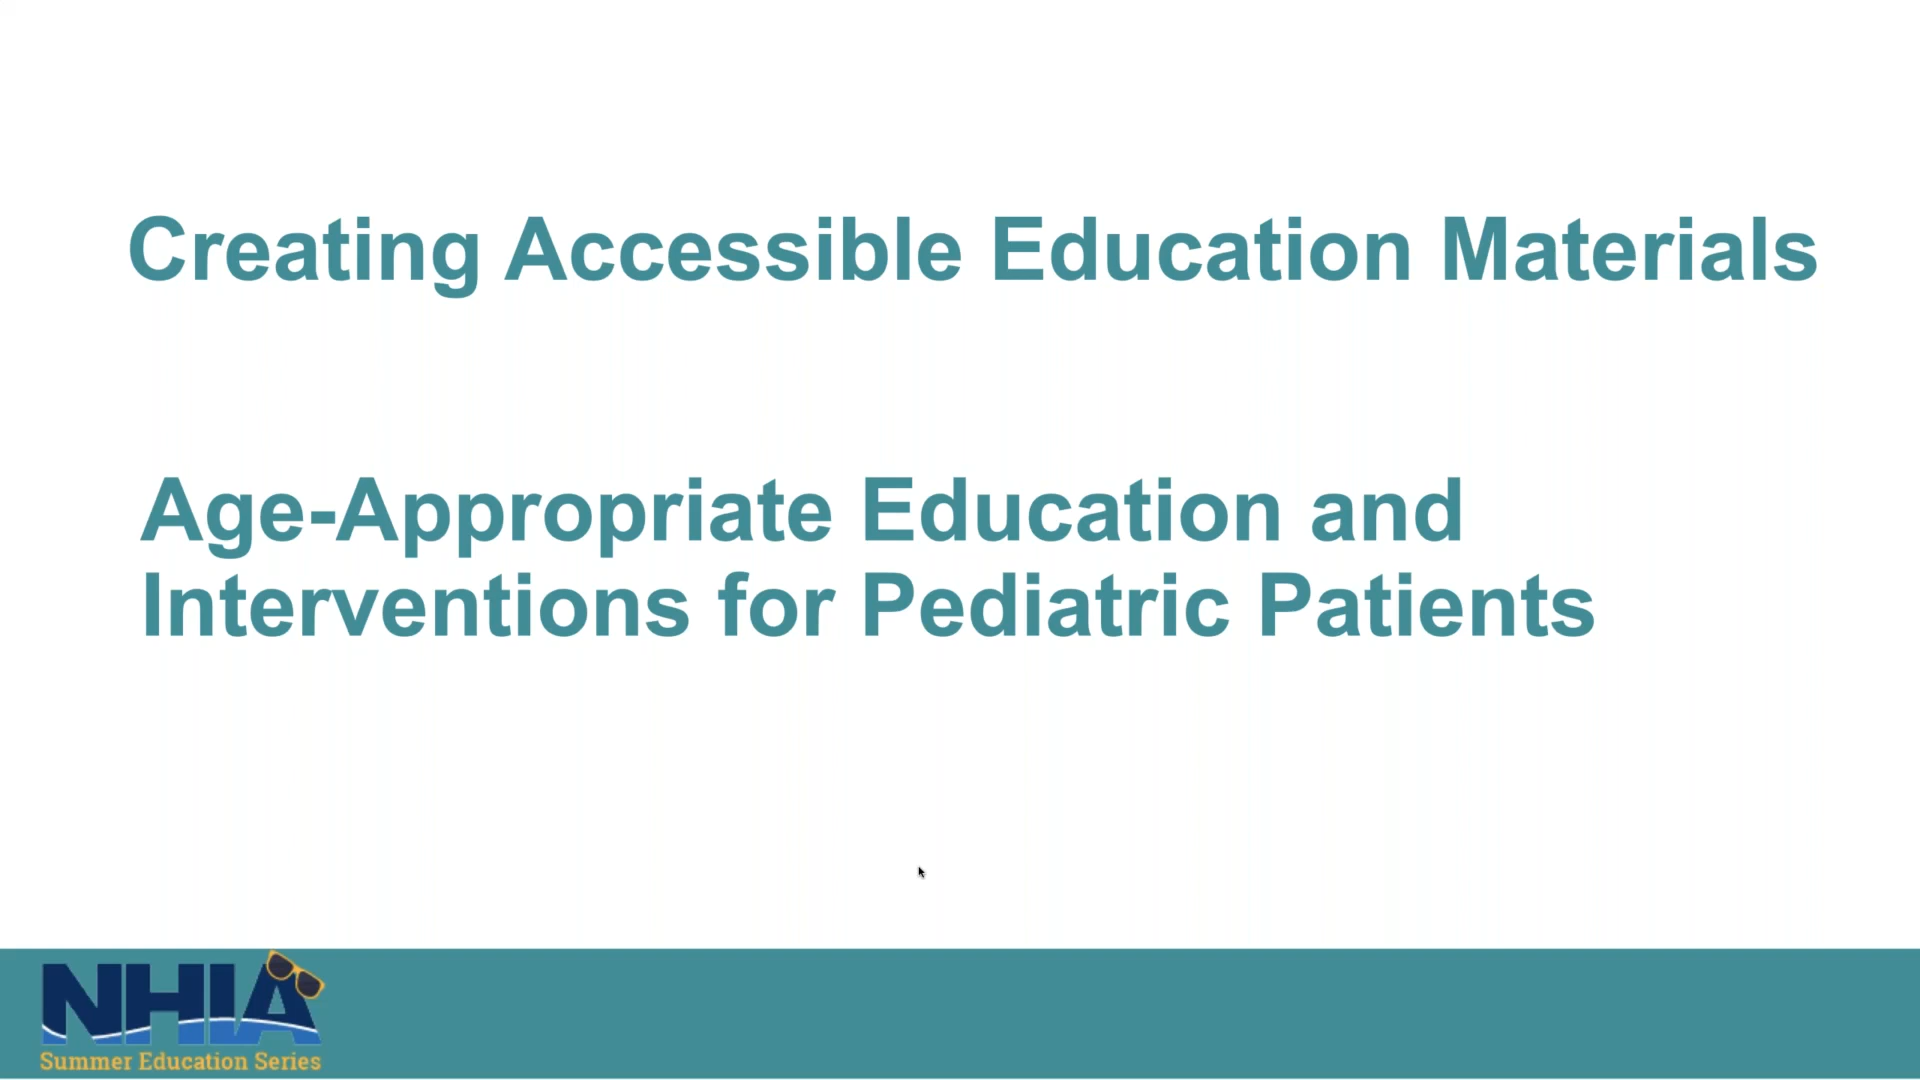 Creating Accessible Education Materials
Age-Appropriate Education and
Interventions for Pediatric Patients
NHIA
Summer Education Series